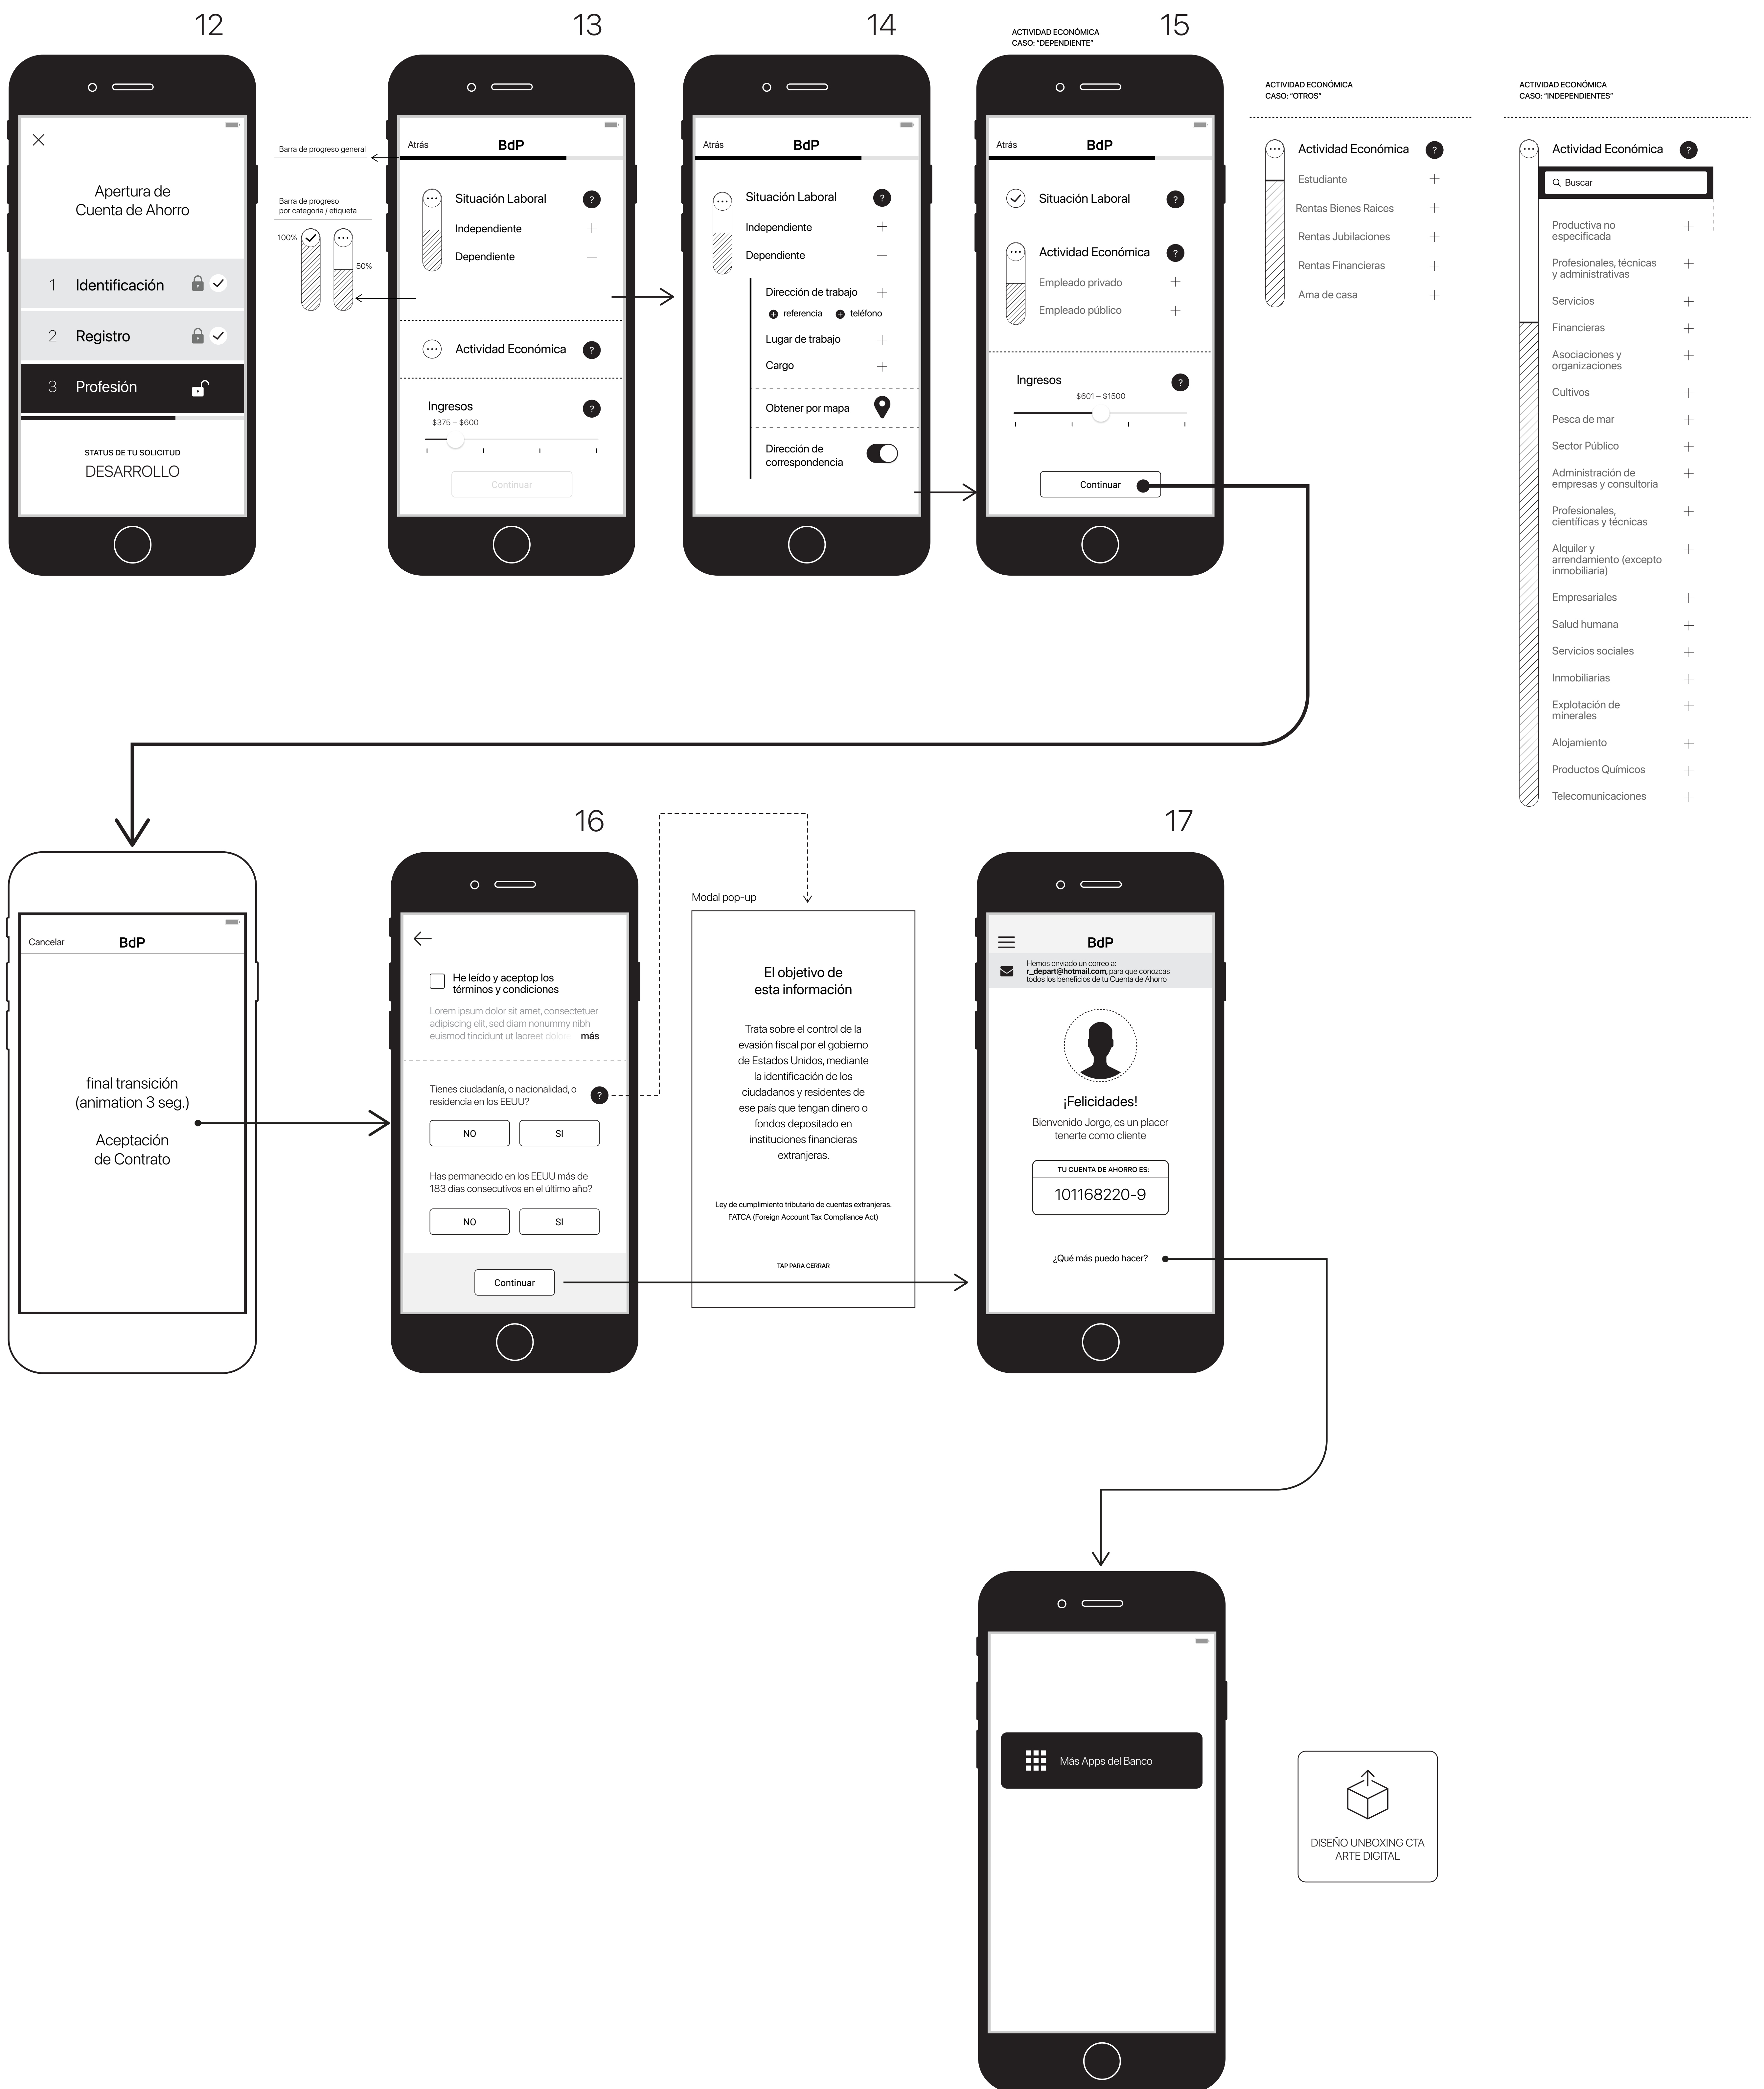 12
Apertura de
Cuenta de Ahorro
1 Identificación
2 Registro
3 Profesión
STATUS DE TU SOLICITUD
DESARROLLO
Barra de progreso general
Barra de progreso
por categoría / etiqueta
100%
50%
13
Atrás BdP
Situación Laboral ?
Independiente
Dependiente
Actividad Económica ?
Ingresos ?
$375 – $600
Continuar
14
Atrás BdP
Situación Laboral ?
Independiente
Dependiente
Dirección de trabajo
referencia teléfono
Lugar de trabajo
Cargo
Obtener por mapa
Dirección de
correspondencia
ACTIVIDAD ECONÓMICA
CASO: “DEPENDIENTE”
15
Atrás BdP
Situación Laboral ?
Actividad Económica ?
Empleado privado
Empleado público
Ingresos ?
$601 – $1500
Continuar
ACTIVIDAD ECONÓMICA
CASO: “OTROS”
Actividad Económica ?
Estudiante
Rentas Bienes Raices
Rentas Jubilaciones
Rentas Financieras
Ama de casa
ACTIVIDAD ECONÓMICA
CASO: “INDEPENDIENTES”
Actividad Económica ?
Buscar
Productiva no
especificada
Profesionales, técnicas
y administrativas
Servicios
Financieras
Asociaciones y
organizaciones
Cultivos
Pesca de mar
Sector Público
Administración de
empresas y consultoría
Profesionales,
científicas y técnicas
Alquiler y
arrendamiento (excepto
inmobiliaria)
Empresariales
Salud humana
Servicios sociales
Inmobiliarias
Explotación de
minerales
Alojamiento
Productos Químicos
Telecomunicaciones
Cancelar BdP
final transición
(animation 3 seg.)
Aceptación
de Contrato
16
He leído y aceptop los
términos y condiciones
Lorem ipsum dolor sit amet, consectetuer
adipiscing elit, sed diam nonummy nibh
euismod tincidunt ut laoreet dolo más
Tienes ciudadanía, o nacionalidad, o
residencia en los EEUU? ?
NO SI
Has permanecido en los EEUU más de
183 días consecutivos en el último año?
NO SI
Continuar
Modal pop-up
El objetivo de
esta información
Trata sobre el control de la
evasión fiscal por el gobierno
de Estados Unidos, mediante
la identificación de los
ciudadanos y residentes de
ese país que tengan dinero o
fondos depositado en
instituciones financieras
extranjeras.
Ley de cumplimiento tributario de cuentas extranjeras.
FATCA (Foreign Account Tax Compliance Act)
TAP PARA CERRAR
17
BdP
Hemos enviado un correo a:
r_depart@hotmail.com, para que conozcas
todos los beneficios de tu Cuenta de Ahorro
¡Felicidades!
Bienvenido Jorge, es un placer
tenerte como cliente
TU CUENTA DE AHORRO ES:
101168220-9
¿Qué más puedo hacer?
Más Apps del Banco
DISEÑO UNBOXING CTA
ARTE DIGITAL